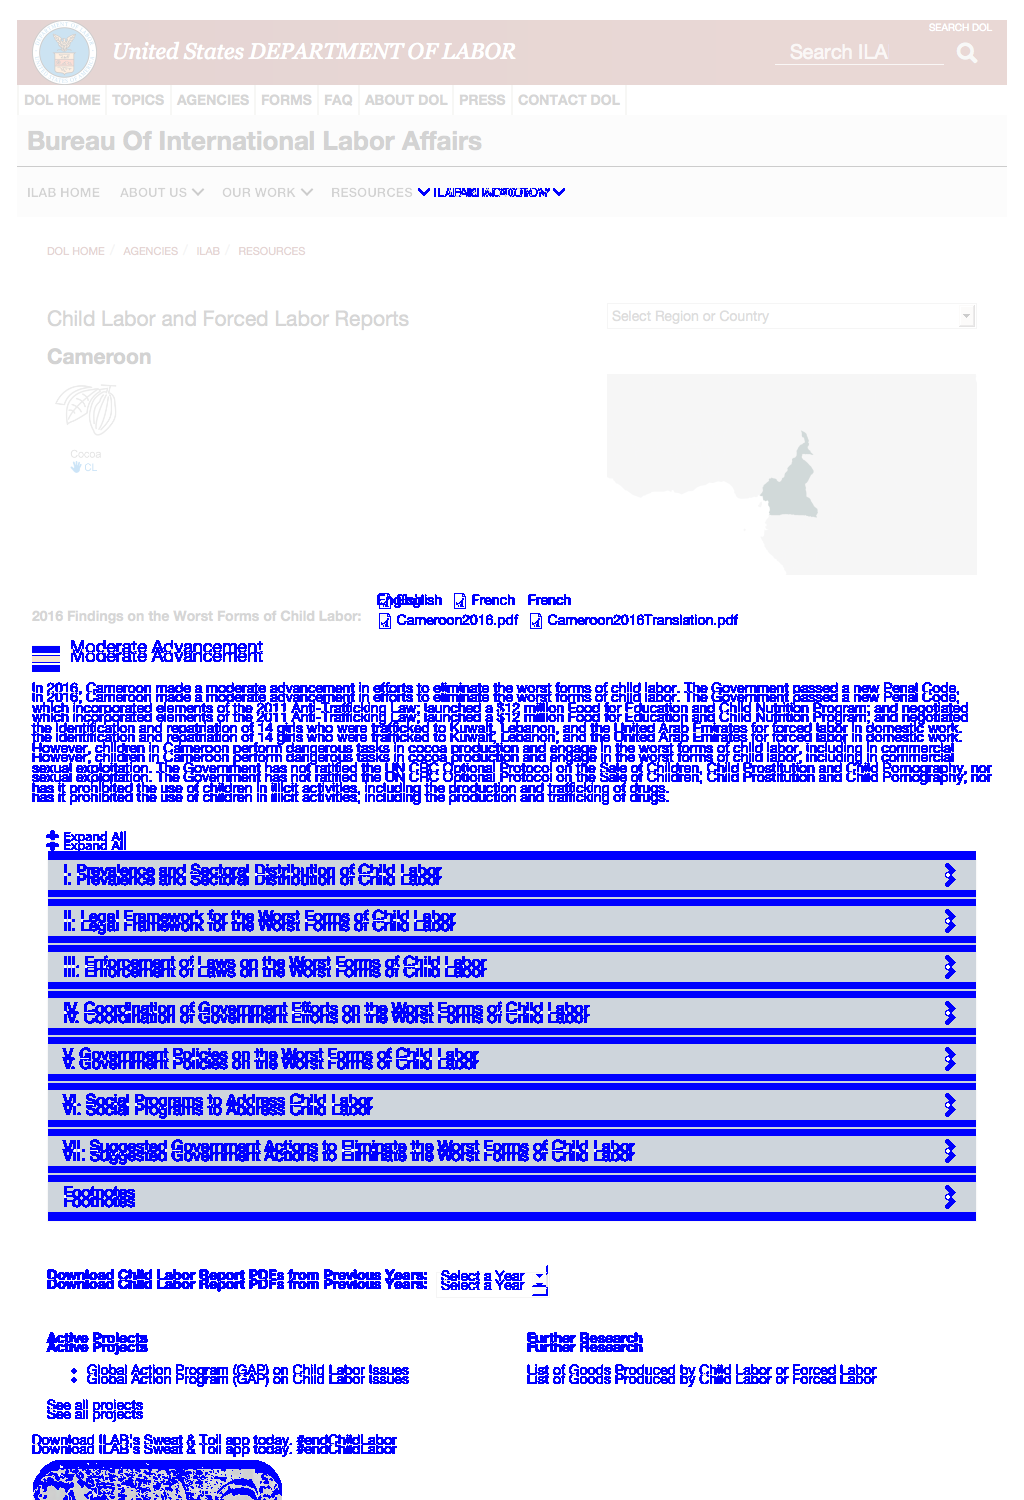 SEARCH DOL
United States DEPARTMENT OF LABOR
Search ILA
DOL HOME TOPICS AGENCIES FORMS FAQ ABOUT DOL PRESS CONTACT DOL
Bureau Of International Labor Affairs
ILAB HOME ABOUT US OUR WORK RESOURCES
DOL HOME / AGENCIES / ILAB / RESOURCES
Child Labor and Forced Labor Reports
Select Region or Country
Cameroon
Cocoa
CL
English French French
2016 Findings on the Worst Forms of Child Labor: Cameroon2016.pdf Cameroon2016Translation.pdf
Moderate Advancement
In 2016, Cameroon made a moderate advancement in efforts to eliminate the worst forms of child labor. The Government passed a new Penal Code,
which incorporated elements of the 2011 Anti-Trafficking Law; launched a $12 million Food for Education and Child Nutrition Program; and negotiated
the identification and repatriation of 14 girls who were trafficked to Kuwait, Lebanon, and the United Arab Emirates for forced labor in domestic work.
However, children in Cameroon perform dangerous tasks in cocoa production and engage in the worst forms of child labor, including in commercial
sexual exploitation. The Government has not ratified the UN CRC Optional Protocol on the Sale of Children, Child Prostitution and Child Pornography, nor
has it prohibited the use of children in illicit activities, including the production and trafficking of drugs.
Expand All
I. Prevalence and Sectoral Distribution of Child Labor
II. Legal Framework for the Worst Forms of Child Labor
III. Enforcement of Laws on the Worst Forms of Child Labor
IV. Coordination of Government Efforts on the Worst Forms of Child Labor
V. Government Policies on the Worst Forms of Child Labor
VI. Social Programs to Address Child Labor
VII. Suggested Government Actions to Eliminate the Worst Forms of Child Labor
Footnotes
Download Child Labor Report PDFs from Previous Years: Select a Year
Active Projects
Further Research
Global Action Program (GAP) on Child Labor Issues
List of Goods Produced by Child Labor or Forced Labor
See all projects
Download ILAB's Sweat & Toil app today. #endChildLabor